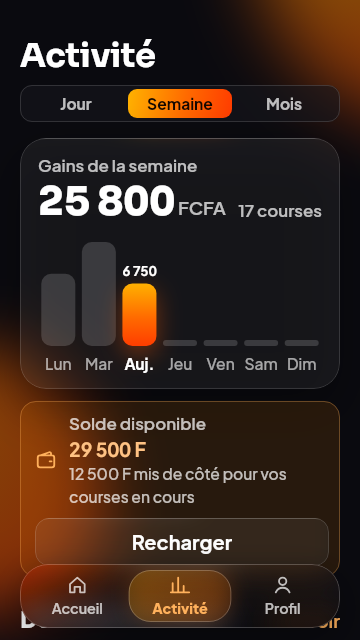 Activité
Jour Semaine Mois
Gains de la semaine
25 800 FCFA 17 courses
6 750
Lun Mar Auj. Jeu Ven Sam Dim
Solde disponible
29 500 F
12 500 F mis de côté pour vos
courses en cours
Recharger
Accueil Activité Profil